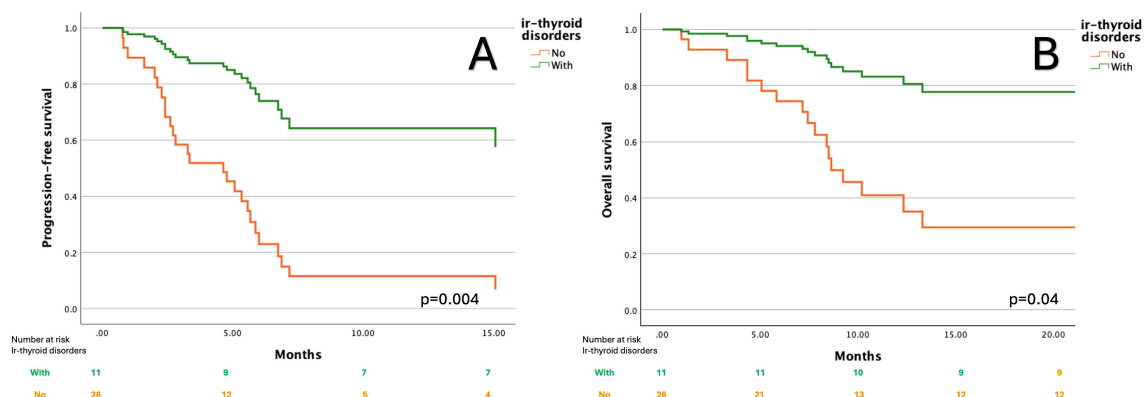 A
ir-thyroid
disorders
No
With
Progression-free survival
1.0
0.8
0.6
0.4
0.2
0.0
p=0.004
.00 5.00 10.00 15.00
Months
Number at risk
Ir-thyroid disorders
With 11 9 7 7
No 26 12 5 4
B
ir-thyroid
disorders
No
With
Overall survival
1.0
0.8
0.6
0.4
0.2
0.0
p=0.04
.00 5.00 10.00 15.00 20.00
Months
Number at risk
Ir-thyroid disorders
With 11 11 10 9 9
No 26 21 13 12 12